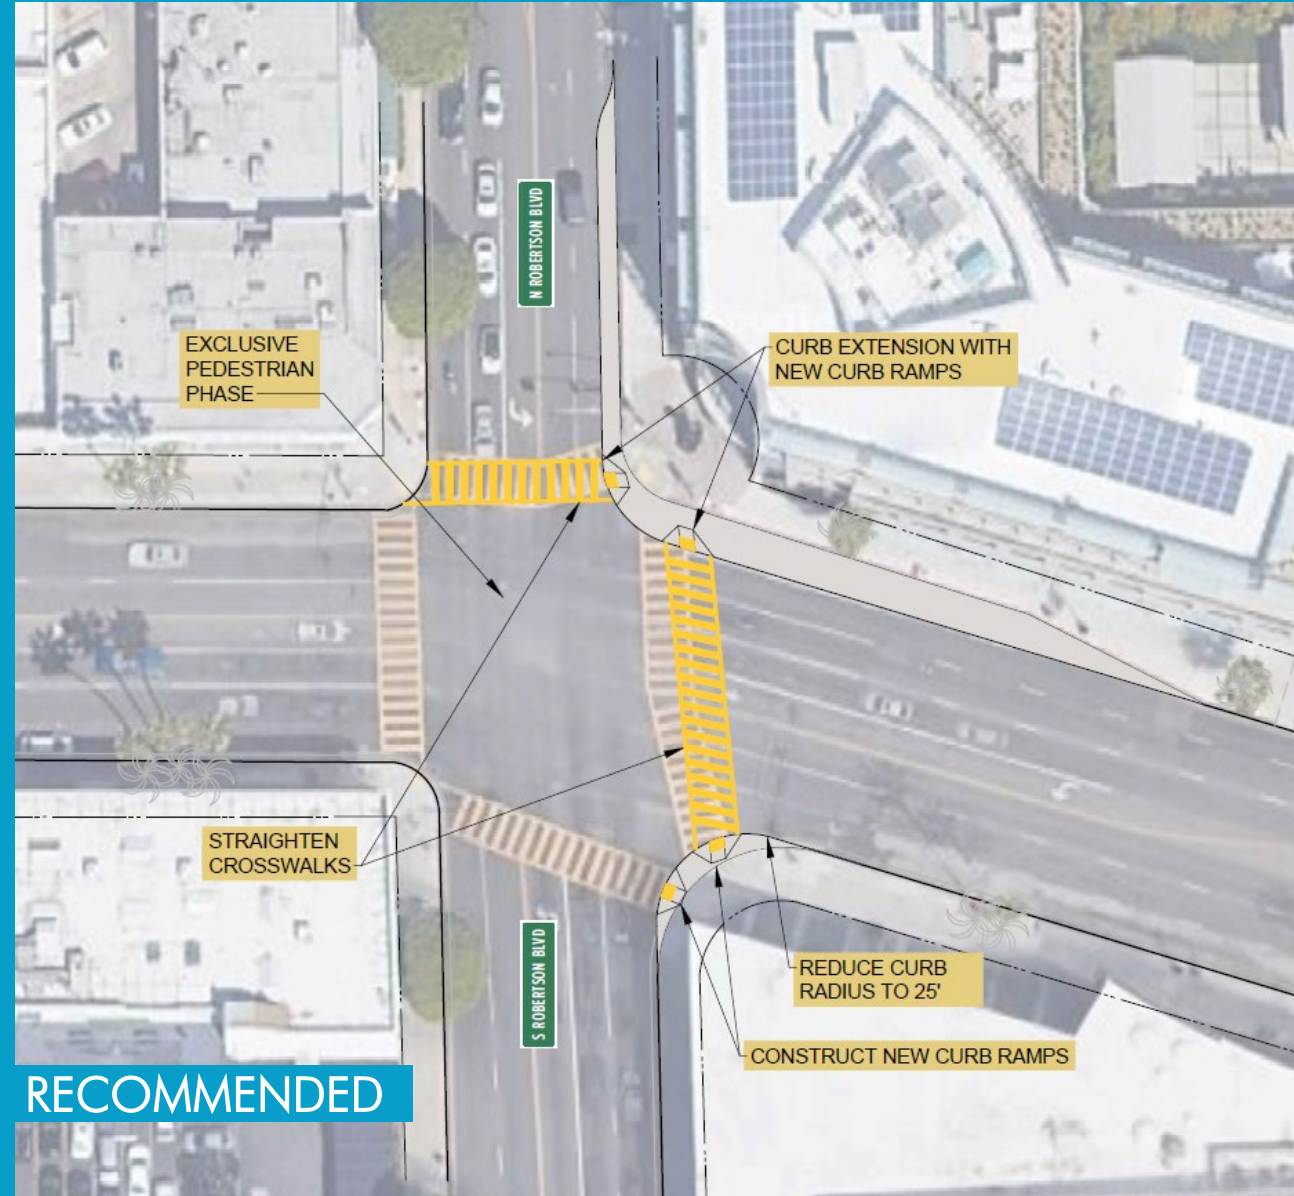 N ROBERTSON BLVD
EXCLUSIVE
PEDESTRIAN
PHASE
CURB EXTENSION WITH
NEW CURB RAMPS
STRAIGHTEN
CROSSWALKS
S ROBERTSON BLVD
REDUCE CURB
RADIUS TO 25'
CONSTRUCT NEW CURB RAMPS
RECOMMENDED